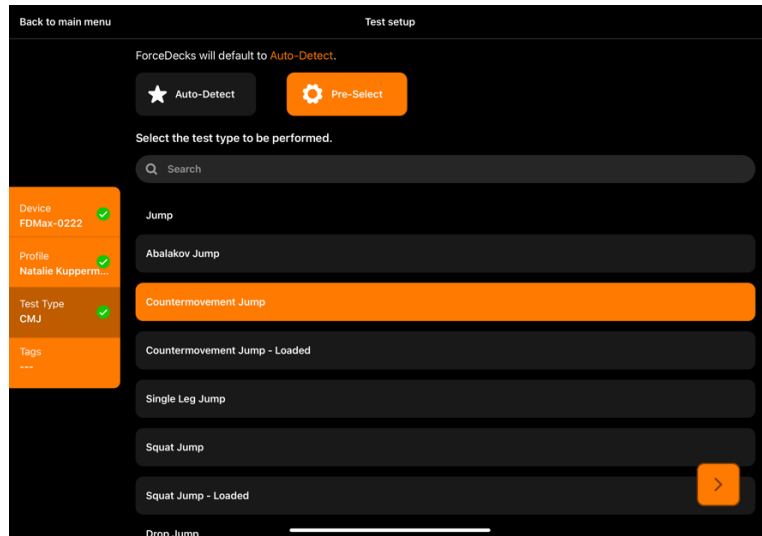 Back to main menu
Test setup
ForceDecks will default to Auto-Detect.
Auto-Detect
Pre-Select
Select the test type to be performed.
Search
Device
FDMax-0222
Profile
Natalie Kupperm...
Test Type
CMJ
Tags
---
Jump
Abalakov Jump
Countermovement Jump
Countermovement Jump - Loaded
Single Leg Jump
Squat Jump
Squat Jump - Loaded
Drop Jump